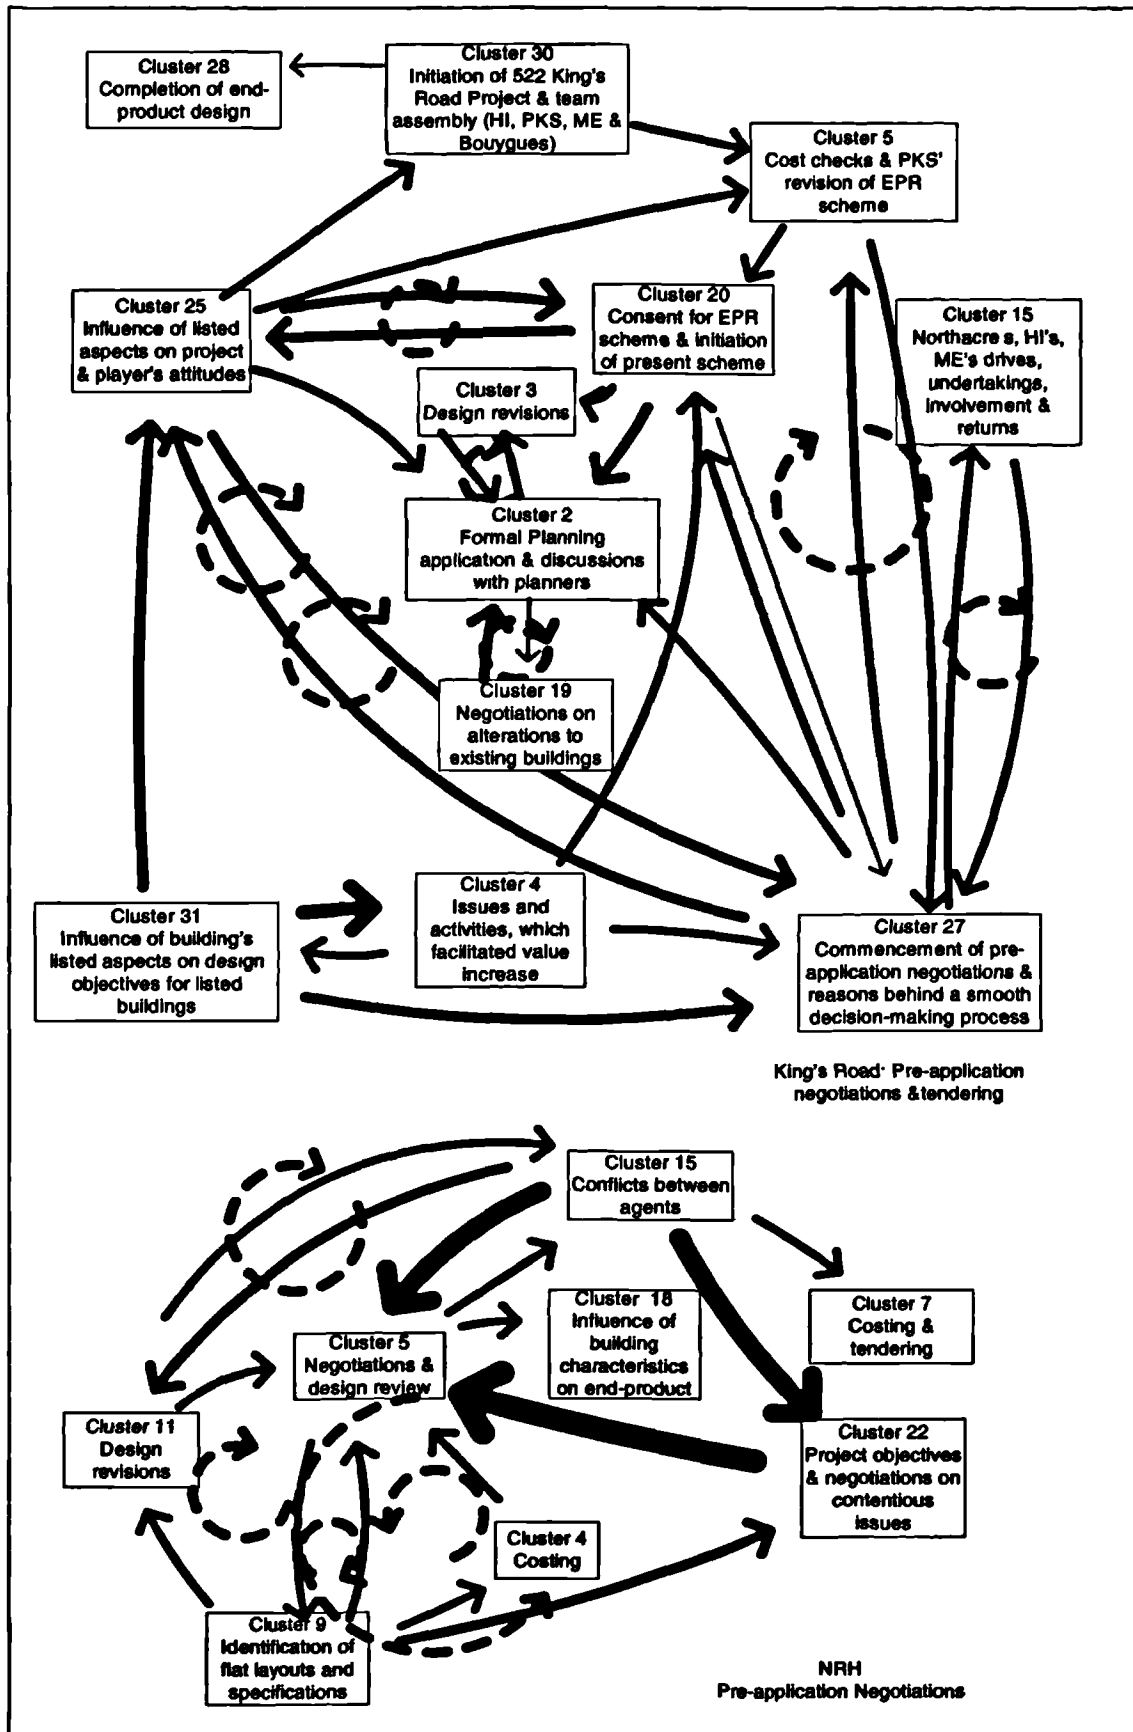 Cluster 28
Completion of end-
product design
Cluster 30
Initiation of 522 King's
Road Project & team
assembly (HI, PKS, ME &
Bouygues)
Cluster 5
Cost checks & PKS'
revision of EPR
scheme
Cluster 25
Influence of listed
aspects on project
& player's attitudes
Cluster 20
Consent for EPR
scheme & initiation
of present scheme
Cluster 15
Northacre s, HI's,
ME's drives,
undertakings,
involvement &
returns
Cluster 3
Design revisions
Cluster 2
Formal Planning
application & discussions
with planners
Cluster 19
Negotiations on
alterations to
existing buildings
Cluster 31
Influence of building's
listed aspects on design
objectives for listed
buildings
Cluster 4
Issues and
activities, which
facilitated value
increase
Cluster 27
Commencement of pre-
application negotiations &
reasons behind a smooth
decision-making process
King's Road· Pre-application
negotiations &tendering
Cluster 15
Conflicts between
agents
Cluster 18
Influence of
building
characteristics
on end-product
Cluster 7
Costing &
tendering
Cluster 5
Negotiations &
design review
Cluster 11
Design
revisions
Cluster 22
Project objectives
& negotiations on
contentious
issues
Cluster 4
Costing
Cluster 9
Identification of
flat layouts and
specifications
NRH
Pre-application Negotiations